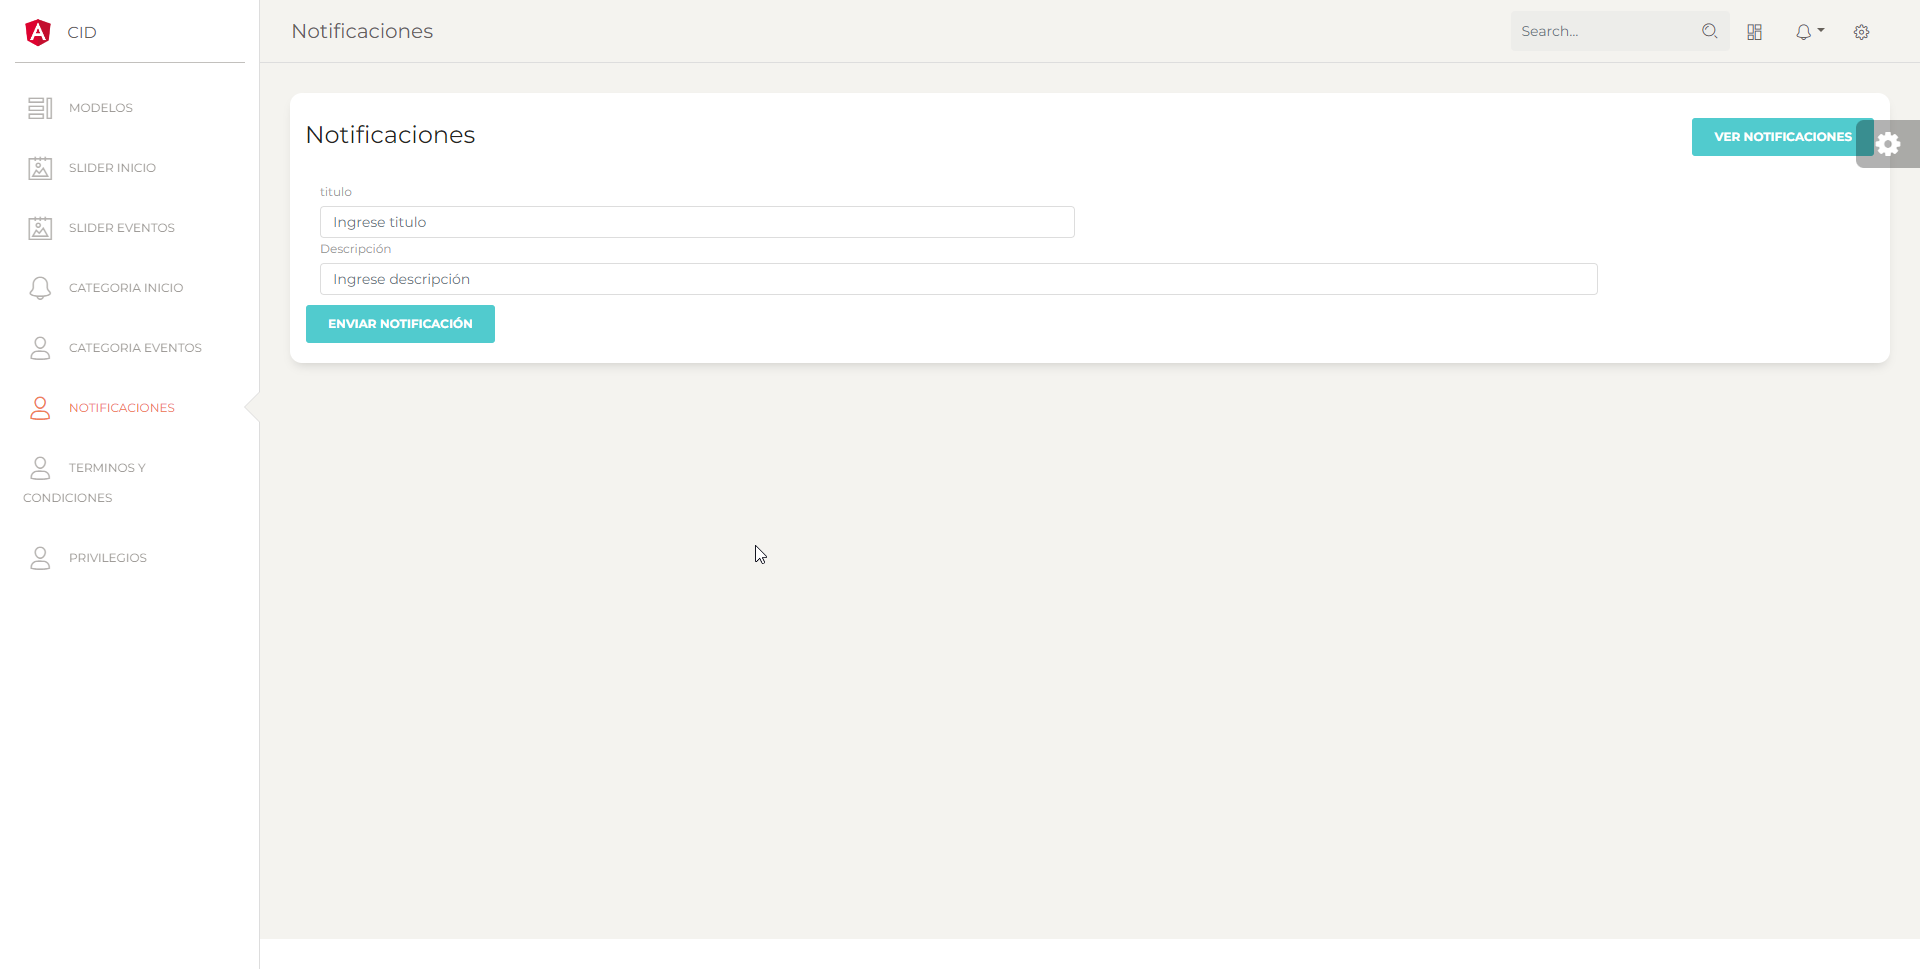 CID
MODELOS
SLIDER INICIO
SLIDER EVENTOS
CATEGORIA INICIO
CATEGORIA EVENTOS
NOTIFICACIONES
TERMINOS Y
CONDICIONES
PRIVILEGIOS
Notificaciones
Search...
Notificaciones
VER NOTIFICACIONES
titulo
Ingrese titulo
Descripción
Ingrese descripción
ENVIAR NOTIFICACIÓN